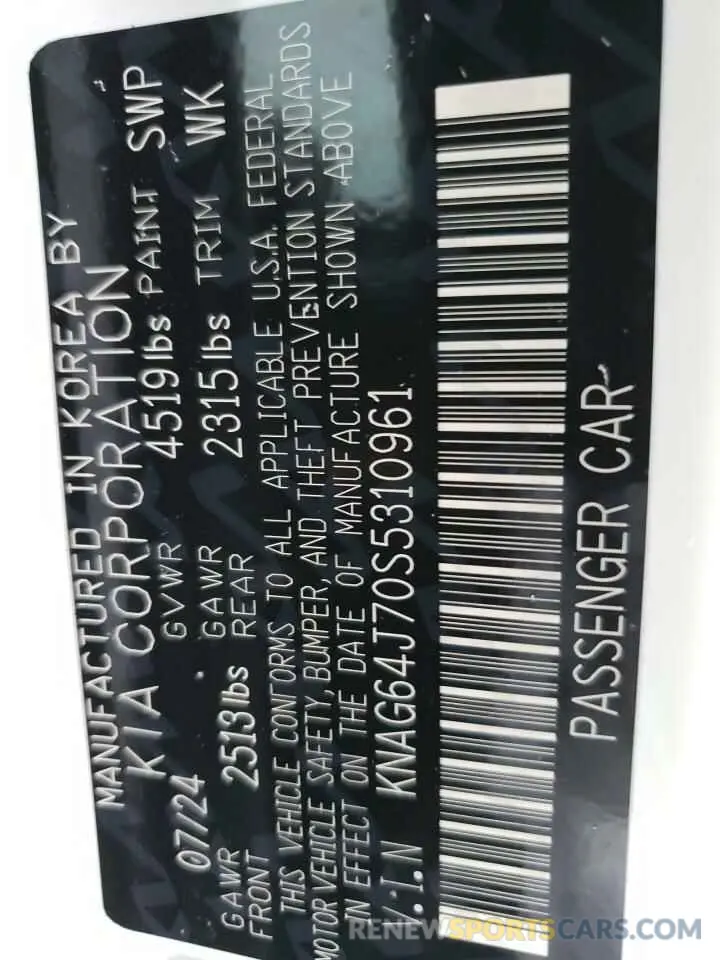 MANUFACTURED IN KOREA BY
KIA CORPORATION
07/24 GVWR 4519lbs PAINT SWP
GAWR FRONT 2513lbs GAWR REAR 2315lbs TRIM WK
THIS VEHICLE CONFORMS TO ALL APPLICABLE U.S.A. FEDERAL
MOTOR VEHICLE SAFETY, BUMPER, AND THEFT PREVENTION STANDARDS
IN EFFECT ON THE DATE OF MANUFACTURE SHOWN ABOVE
V.I.N KNAG64J70S5310961
PASSENGER CAR
RENEWSPORTSCARS.COM